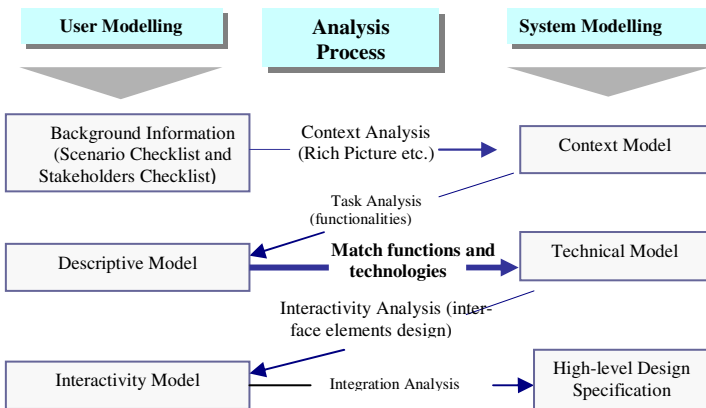 User Modelling
Analysis
Process
System Modelling
Background Information
(Scenario Checklist and
Stakeholders Checklist)
Context Analysis
(Rich Picture etc.)
Context Model
Task Analysis
(functionalities)
Descriptive Model
Match functions and
technologies
Technical Model
Interactivity Analysis (inter-
face elements design)
Interactivity Model
Integration Analysis
High-level Design
Specification